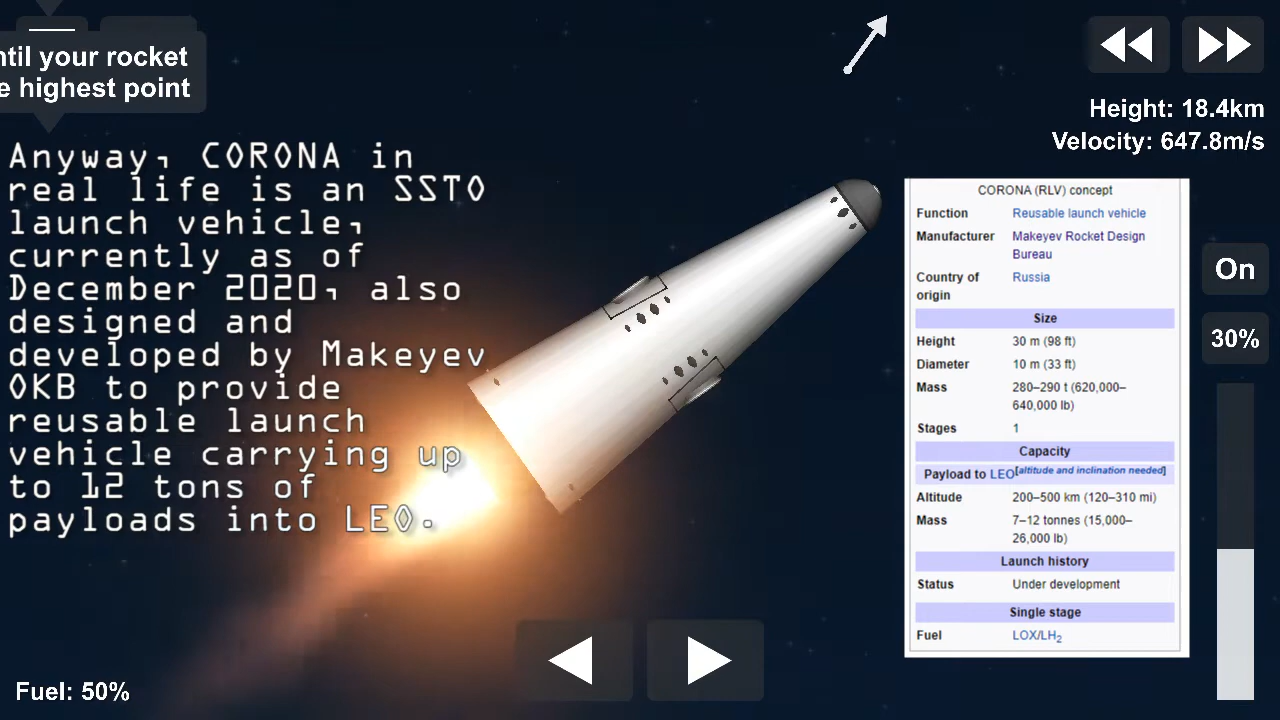 ntil your rocket
e highest point
Height: 18.4km
Velocity: 647.8m/s
Anyway, CORONA in
real life is an SSTO
launch vehicle,
currently as of
December 2020, also
designed and
developed by Makeyev
OKB to provide
reusable launch
vehicle carrying up
to 12 tons of
payloads into LEO.
CORONA (RLV) concept
Function Reusable launch vehicle
Manufacturer Makeyev Rocket Design
Bureau
Country of Russia
origin
Size
Height 30 m (98 ft)
Diameter 10 m (33 ft)
Mass 280–290 t (620,000–
640,000 lb)
Stages 1
Capacity
Payload to LEO[altitude and inclination needed]
Altitude 200–500 km (120–310 mi)
Mass 7–12 tonnes (15,000–
26,000 lb)
Launch history
Status Under development
Single stage
Fuel LOX/LH2
On
30%
Fuel: 50%